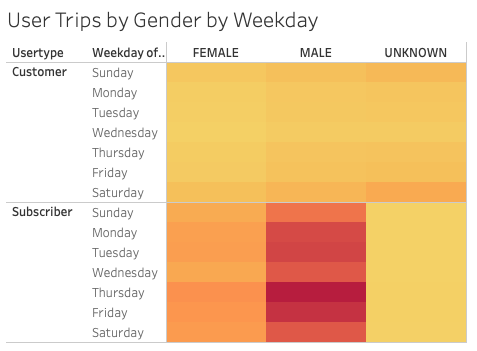 User Trips by Gender by Weekday
Usertype Weekday of.. FEMALE MALE UNKNOWN
Customer Sunday
Monday
Tuesday
Wednesday
Thursday
Friday
Saturday
Subscriber Sunday
Monday
Tuesday
Wednesday
Thursday
Friday
Saturday